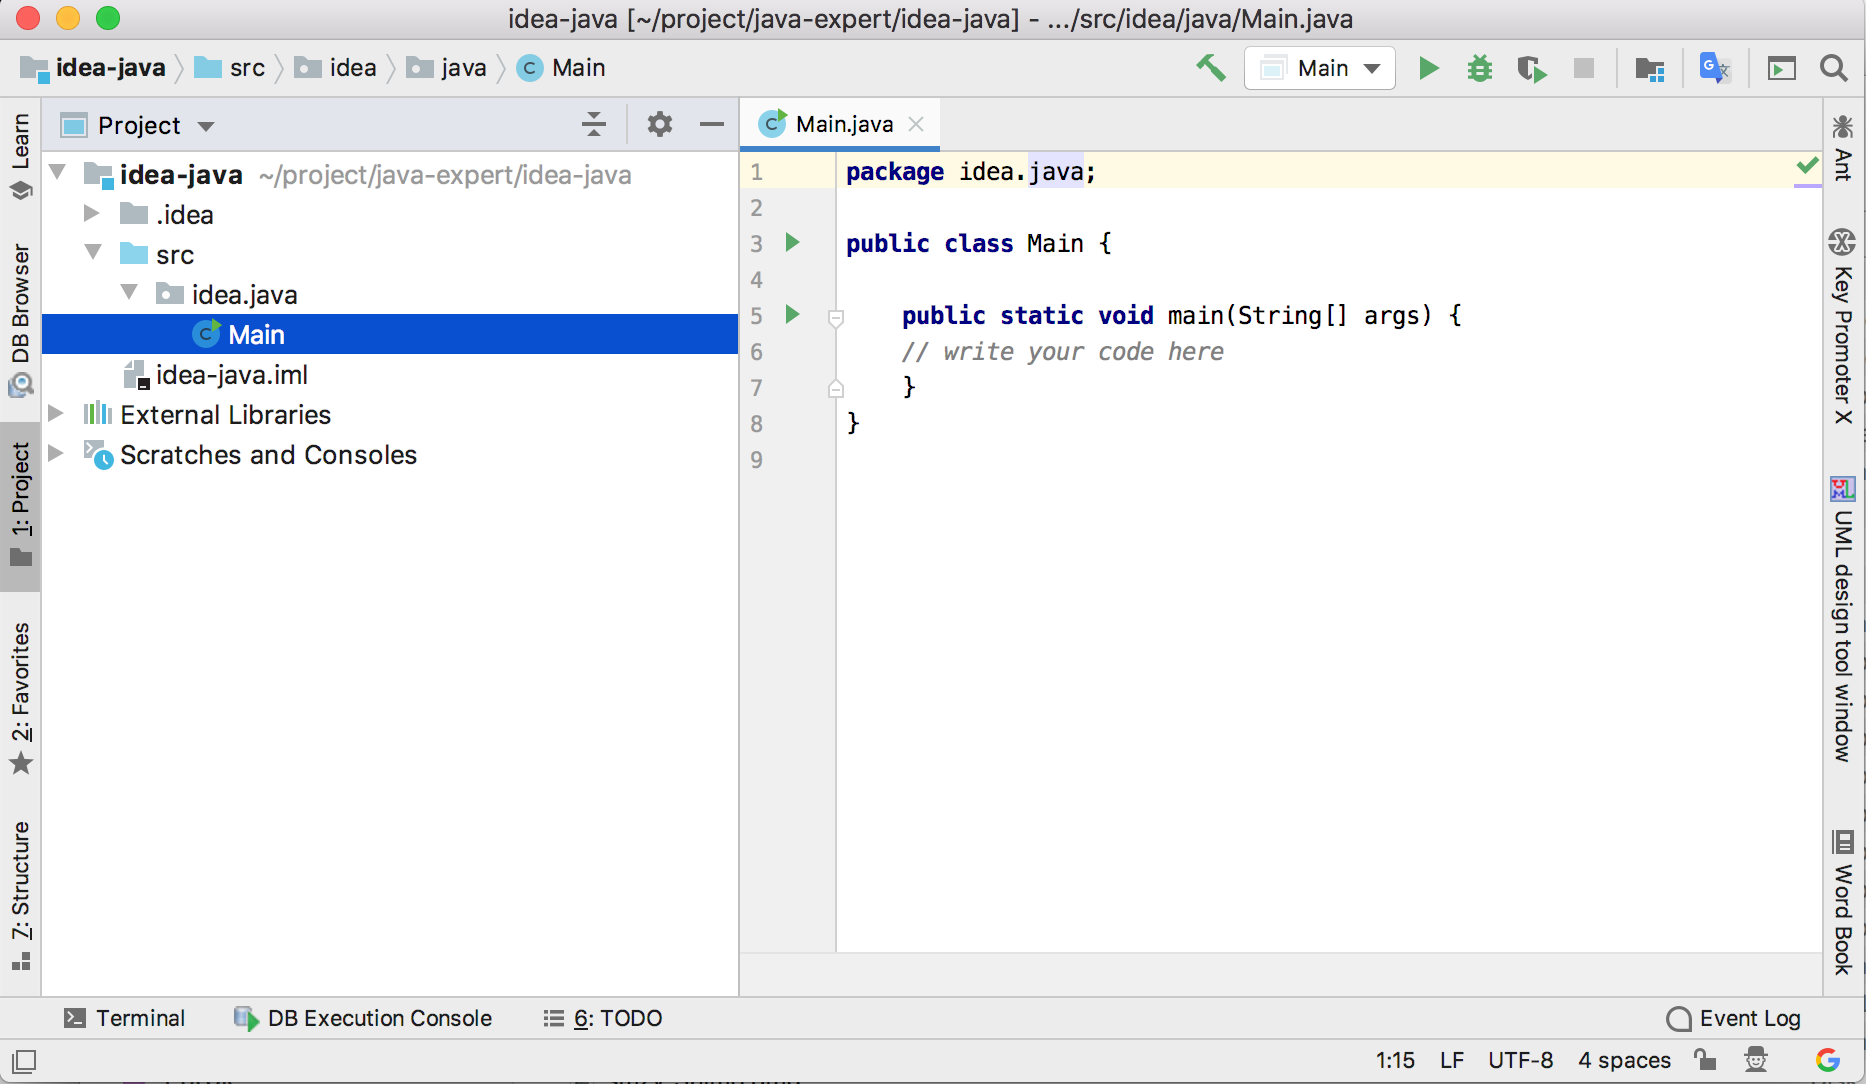 idea-java [~/project/java-expert/idea-java] - .../src/idea/java/Main.java
idea-java src idea java C Main
Main
Learn
DB Browser
1: Project
2: Favorites
7: Structure
Project
idea-java ~/project/java-expert/idea-java
.idea
src
idea.java
C Main
idea-java.iml
External Libraries
Scratches and Consoles
C Main.java
1 package idea.java;
2
3 public class Main {
4
5 public static void main(String[] args) {
6 // write your code here
7 }
8 }
9
Ant
Key Promoter X
UML design tool window
Word Book
Terminal
DB Execution Console
6: TODO
Event Log
1:15 LF UTF-8 4 spaces